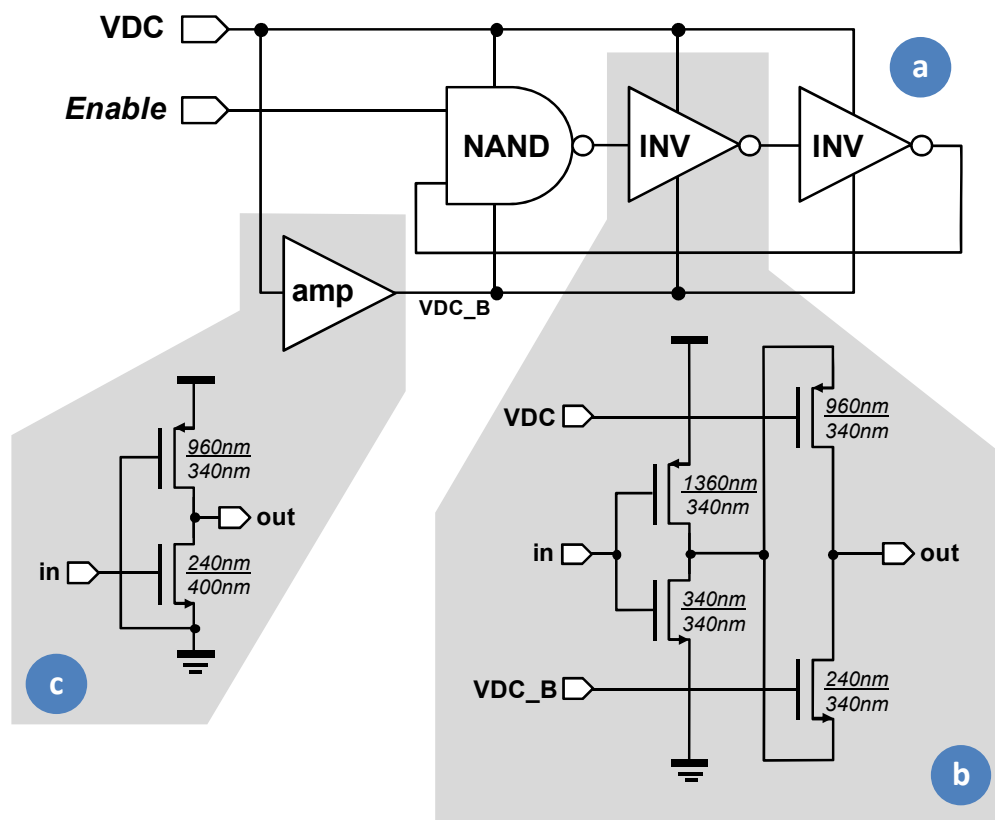 VDC
a
Enable
NAND
INV
INV
amp
VDC_B
VDC
960nm
340nm
960nm
340nm
1360nm
340nm
out
in
out
in
240nm
400nm
340nm
340nm
c
VDC_B
240nm
340nm
b